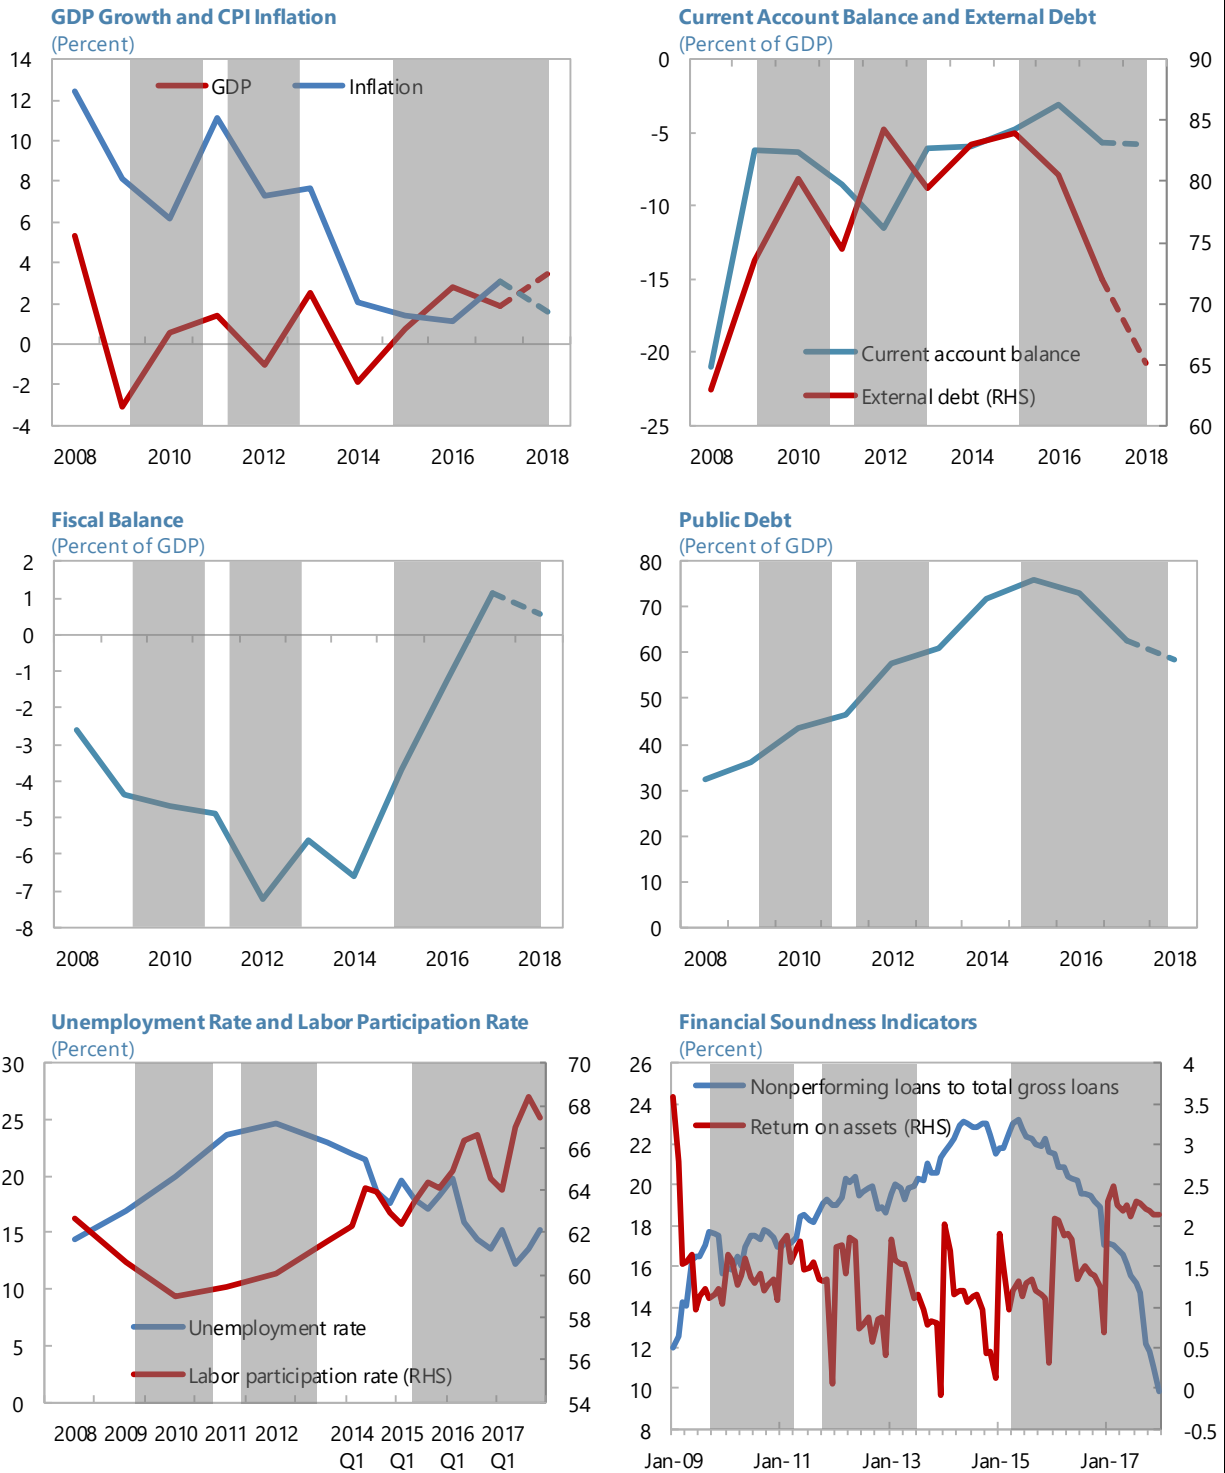 GDP Growth and CPI Inflation
(Percent)
14
12
10
8
6
4
2
0
-2
-4
GDP
Inflation
2008 2010 2012 2014 2016 2018
Current Account Balance and External Debt
(Percent of GDP)
0
-5
-10
-15
-20
-25
90
85
80
75
70
65
60
Current account balance
External debt (RHS)
2008 2010 2012 2014 2016 2018
Fiscal Balance
(Percent of GDP)
2
1
0
-1
-2
-3
-4
-5
-6
-7
-8
2008 2010 2012 2014 2016 2018
Public Debt
(Percent of GDP)
80
70
60
50
40
30
20
10
0
2008 2010 2012 2014 2016 2018
Unemployment Rate and Labor Participation Rate
(Percent)
30
25
20
15
10
5
0
70
68
66
64
62
60
58
56
54
Unemployment rate
Labor participation rate (RHS)
2008 2009 2010 2011 2012 2014 2015 2016 2017
Q1 Q1 Q1 Q1
Financial Soundness Indicators
(Percent)
26
24
22
20
18
16
14
12
10
8
4
3.5
3
2.5
2
1.5
1
0.5
0
-0.5
Nonperforming loans to total gross loans
Return on assets (RHS)
Jan-09 Jan-11 Jan-13 Jan-15 Jan-17